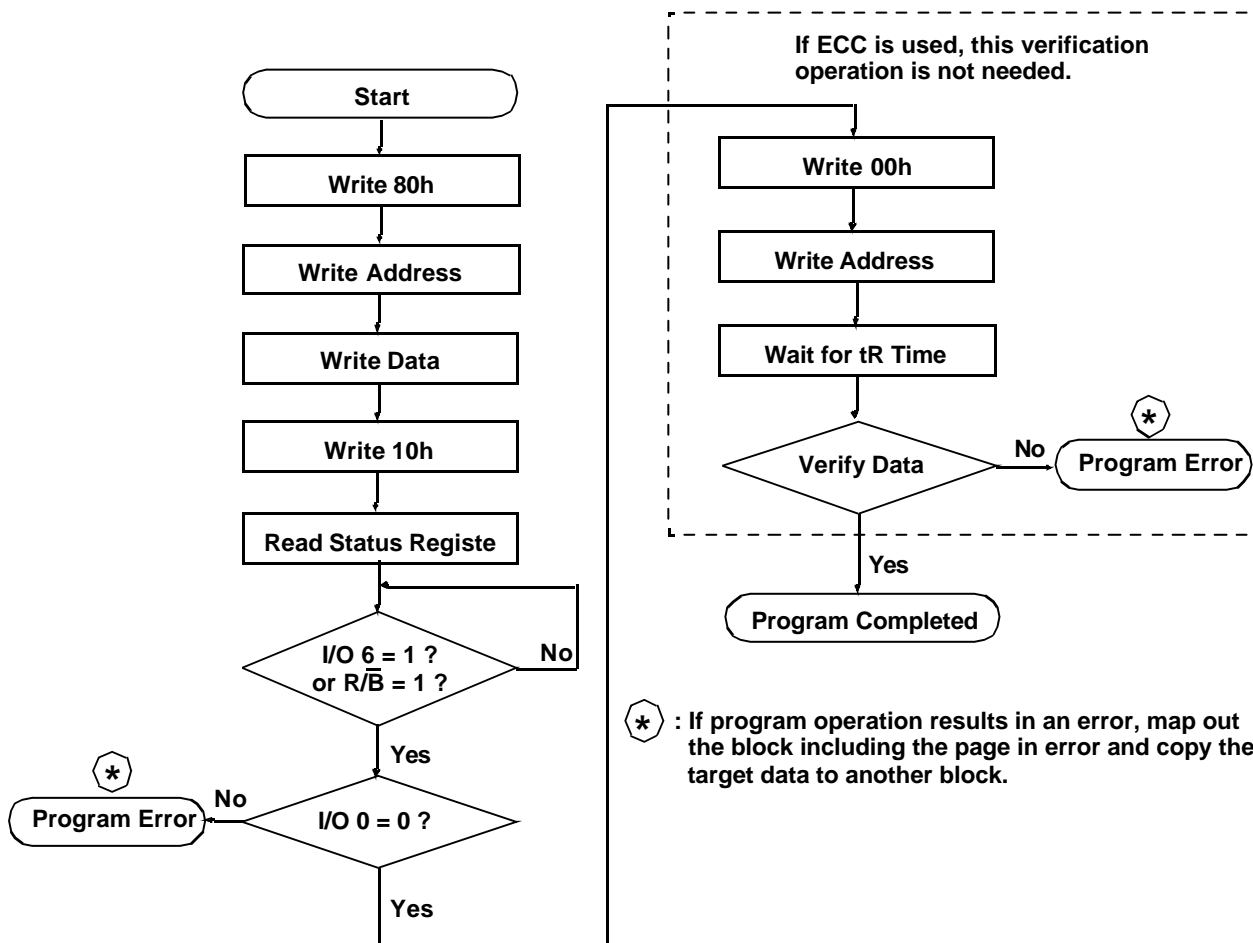 Start
Write 80h
Write Address
Write Data
Write 10h
Read Status Registe
I/O 6 = 1 ?
or R/B̅ = 1 ?
No
Yes
*
Program Error
No
I/O 0 = 0 ?
Yes
If ECC is used, this verification
operation is not needed.
Write 00h
Write Address
Wait for tR Time
Verify Data
No
*
Program Error
Yes
Program Completed
* : If program operation results in an error, map out
the block including the page in error and copy the
target data to another block.